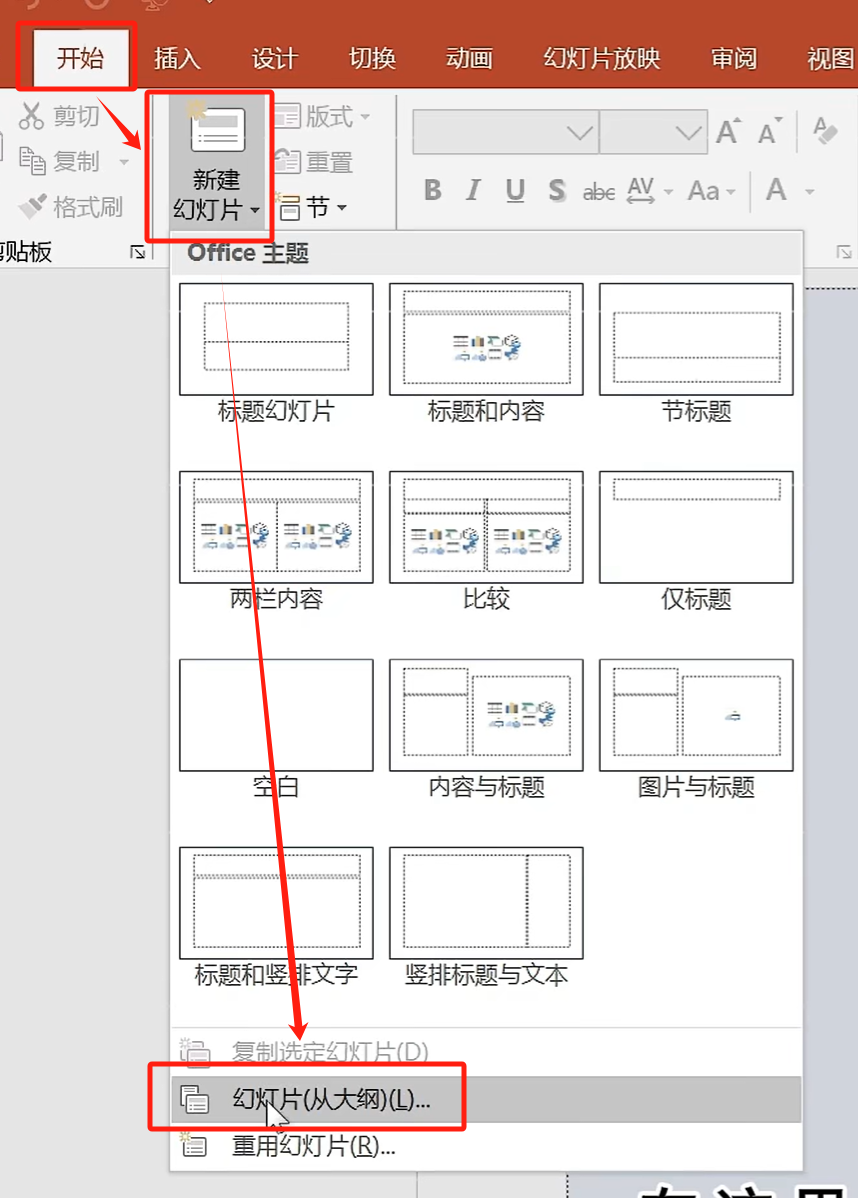 开始 插入 设计 切换 动画 幻灯片放映 审阅 视图
剪切
复制
格式刷
剪贴板
新建
幻灯片
版式
重置
节
B I U S abc AV Aa A
A A A
Office 主题
标题幻灯片 标题和内容 节标题
两栏内容 比较 仅标题
空白 内容与标题 图片与标题
标题和竖排文字 竖排标题与文本
复制选定幻灯片(D)
幻灯片(从大纲)(L)...
重用幻灯片(R)...